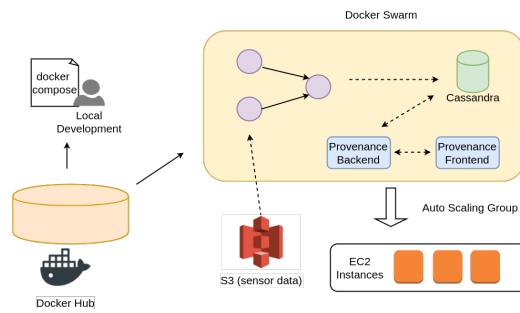 Docker Swarm
docker
compose
Local
Development
Cassandra
Provenance
Backend
Provenance
Frontend
Auto Scaling Group
S3 (sensor data)
EC2
Instances
Docker Hub